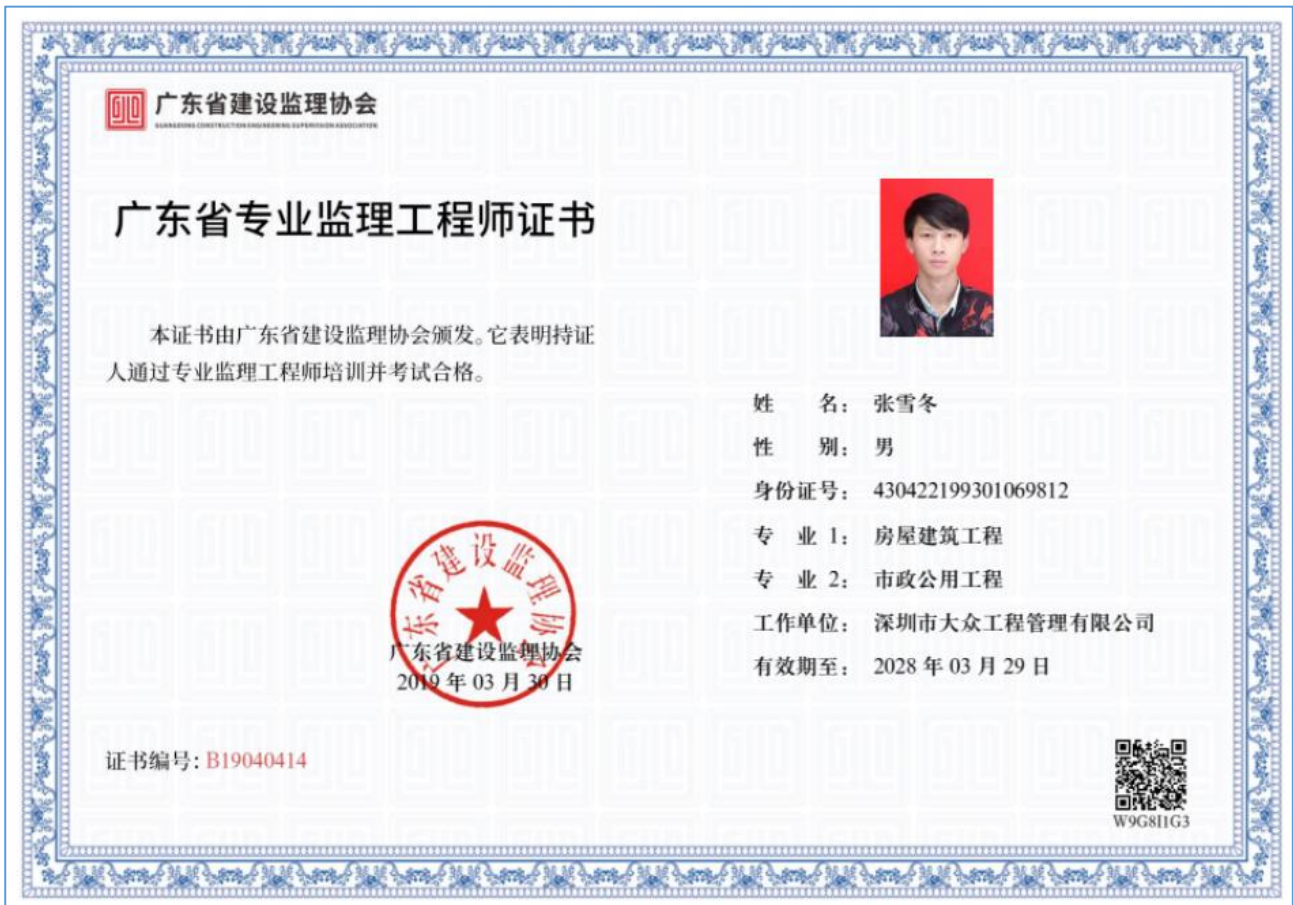 广东省建设监理协会
GUANGDONG CONSTRUCTION ENGINEERING SUPERVISION ASSOCIATION
广东省专业监理工程师证书
本证书由广东省建设监理协会颁发。它表明持证
人通过专业监理工程师培训并考试合格。
姓 名: 张雪冬
性 别: 男
身份证号: 430422199301069812
专 业 1: 房屋建筑工程
专 业 2: 市政公用工程
工作单位: 深圳市大众工程管理有限公司
有效期至: 2028 年 03 月 29 日
广东省建设监理协会
广东省建设监理协会
2019 年 03 月 30 日
证书编号: B19040414
W9G8I1G3